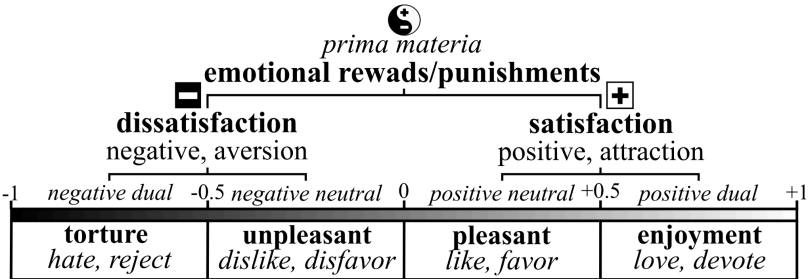 prima materia
emotional rewads/punishments
dissatisfaction satisfaction
negative, aversion positive, attraction
-1 negative dual -0.5 negative neutral 0 positive neutral +0.5 positive dual +1
torture unpleasant pleasant enjoyment
hate, reject dislike, disfavor like, favor love, devote